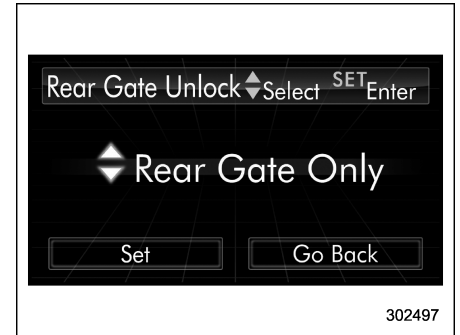 Rear Gate Unlock Select SET Enter
Rear Gate Only
Set Go Back
302497